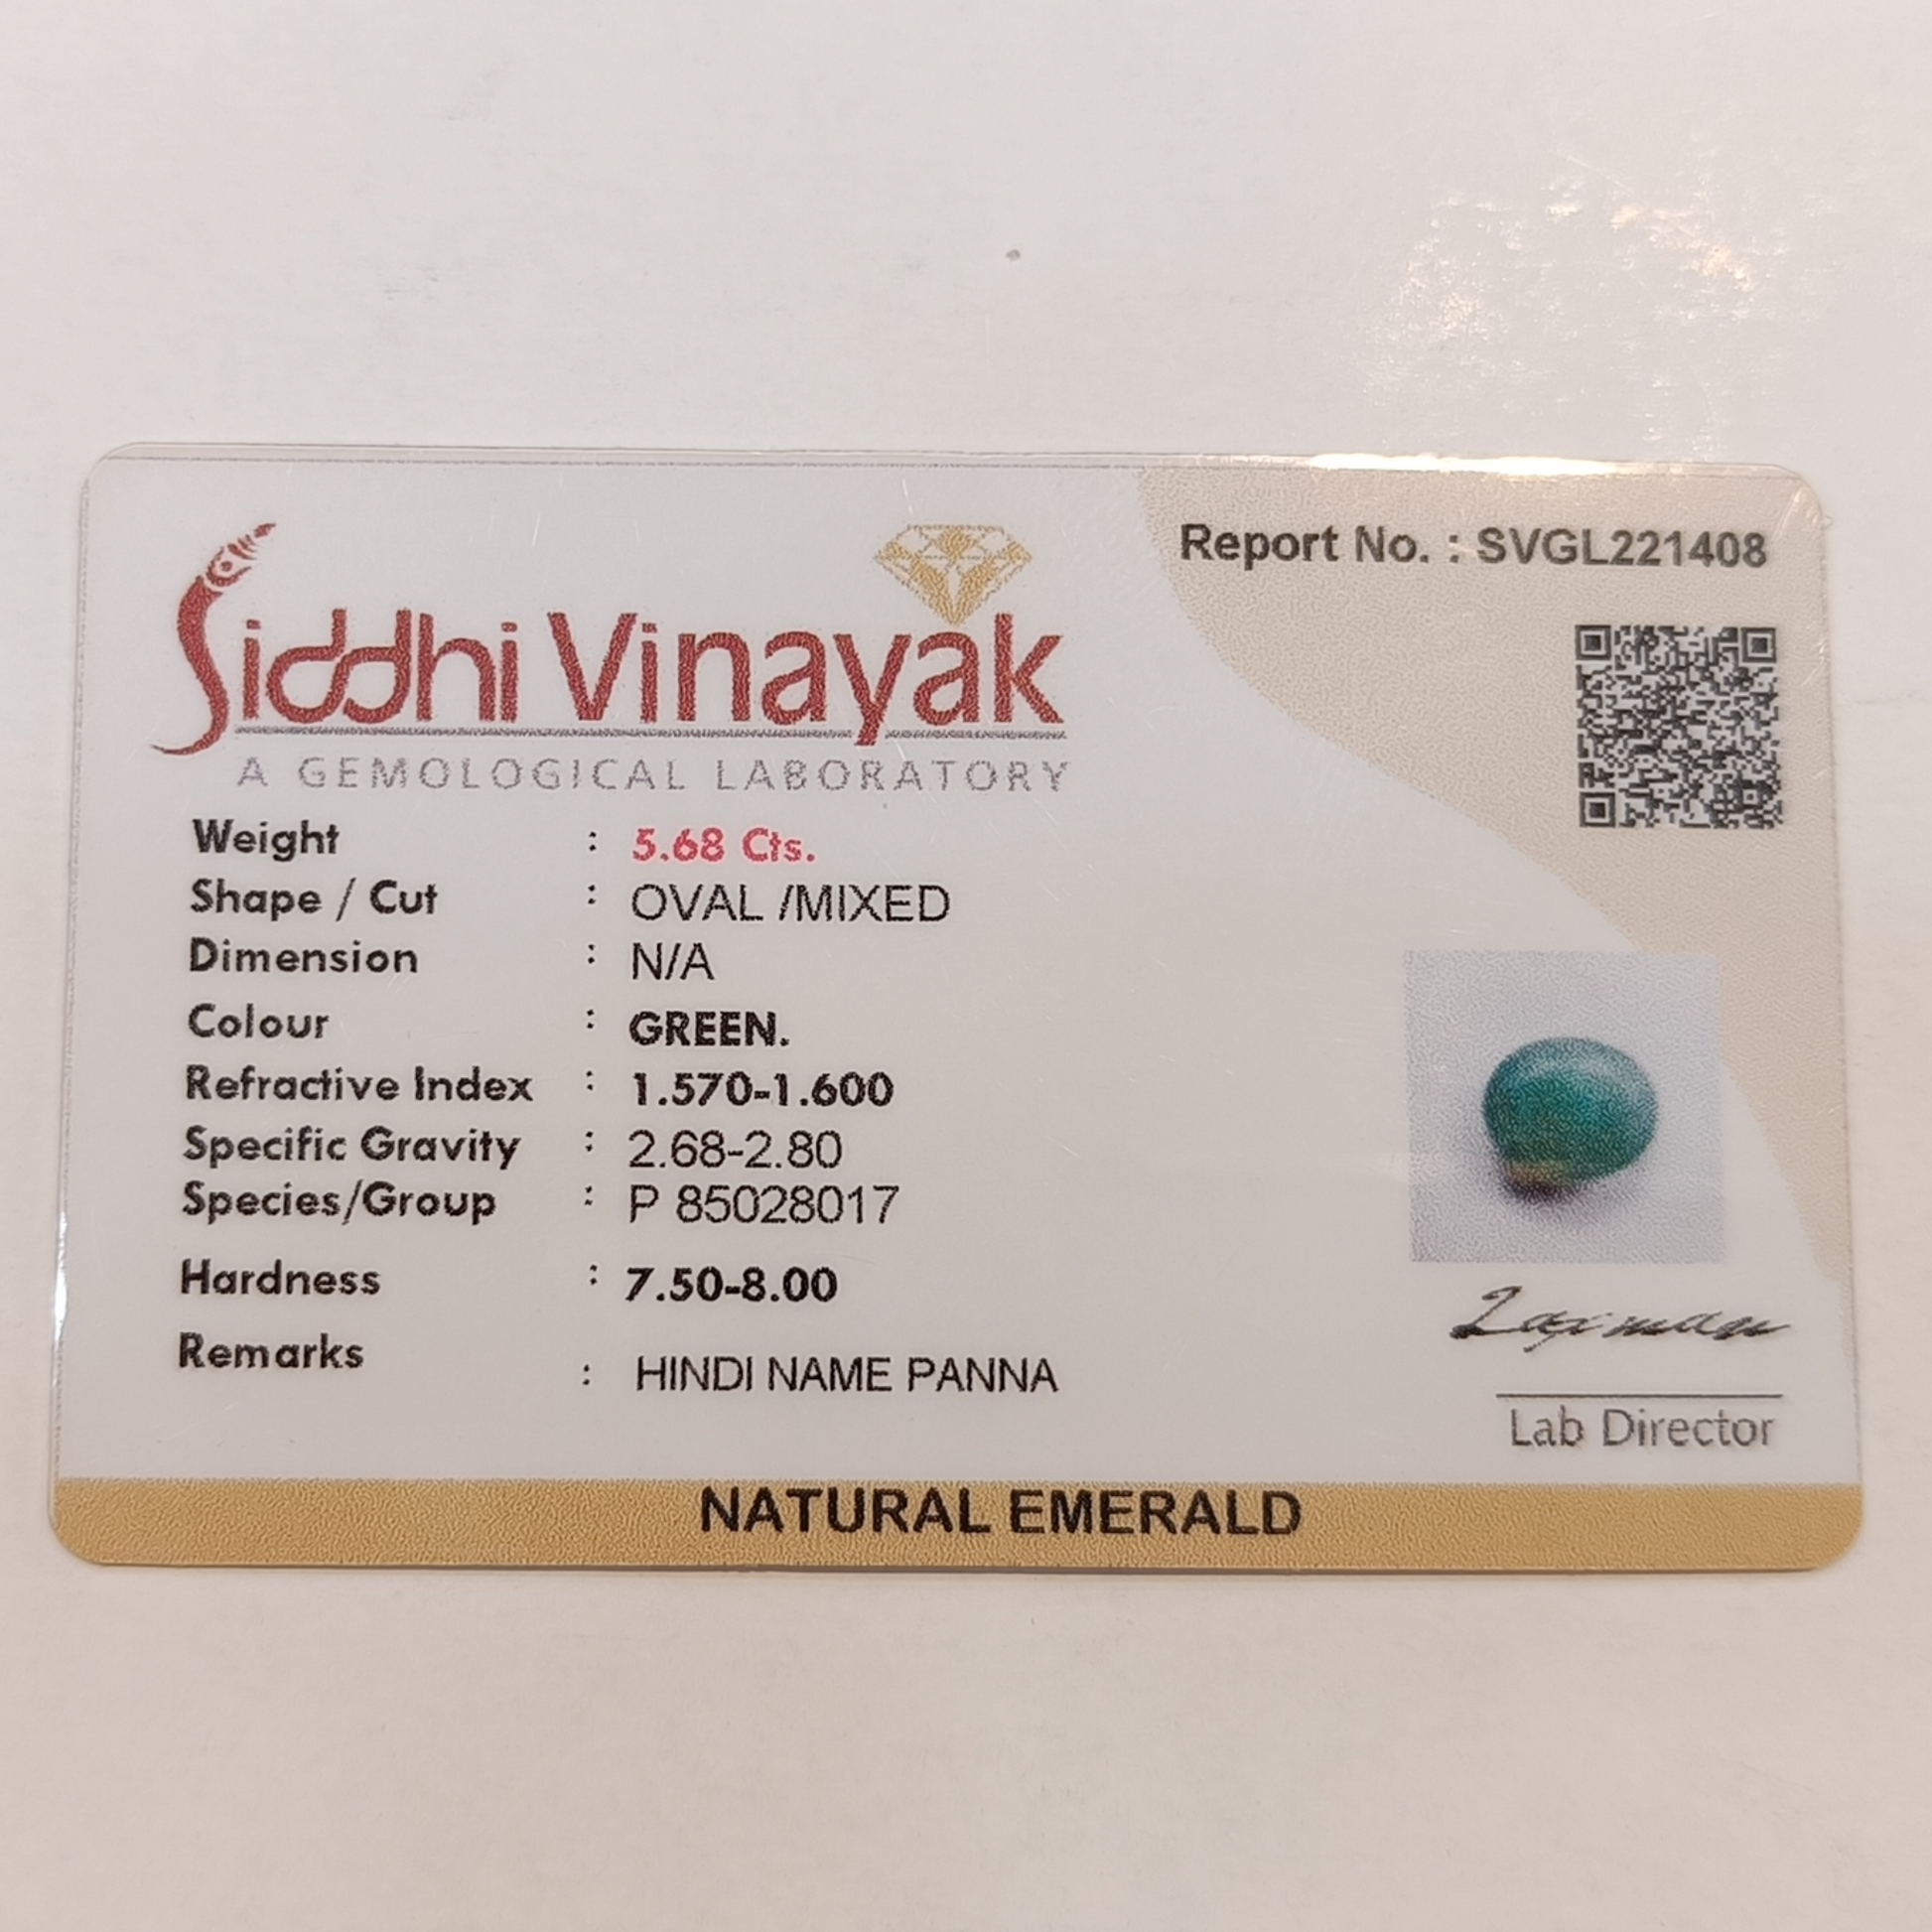 Report No. : SVGL221408
Siddhi Vinayak
A GEMOLOGICAL LABORATORY
Weight : 5.68 Cts.
Shape / Cut : OVAL /MIXED
Dimension : N/A
Colour : GREEN.
Refractive Index : 1.570-1.600
Specific Gravity : 2.68-2.80
Species/Group : P 85028017
Hardness : 7.50-8.00
Remarks : HINDI NAME PANNA
Laxman
Lab Director
NATURAL EMERALD